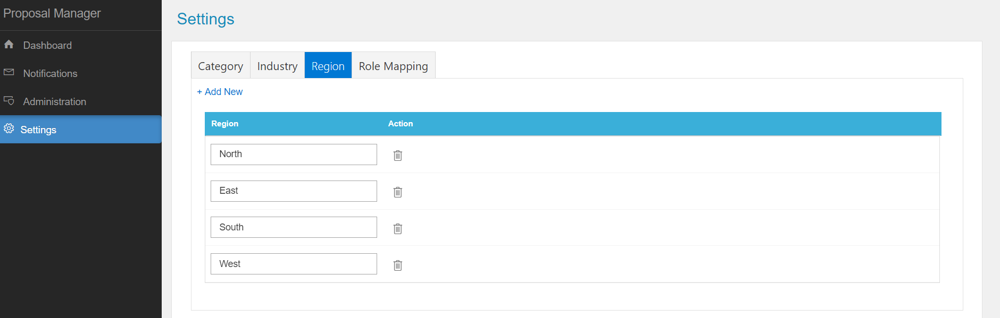 Proposal Manager
Dashboard
Notifications
Administration
Settings
Settings
Category Industry Region Role Mapping
+ Add New
Region Action
North
East
South
West